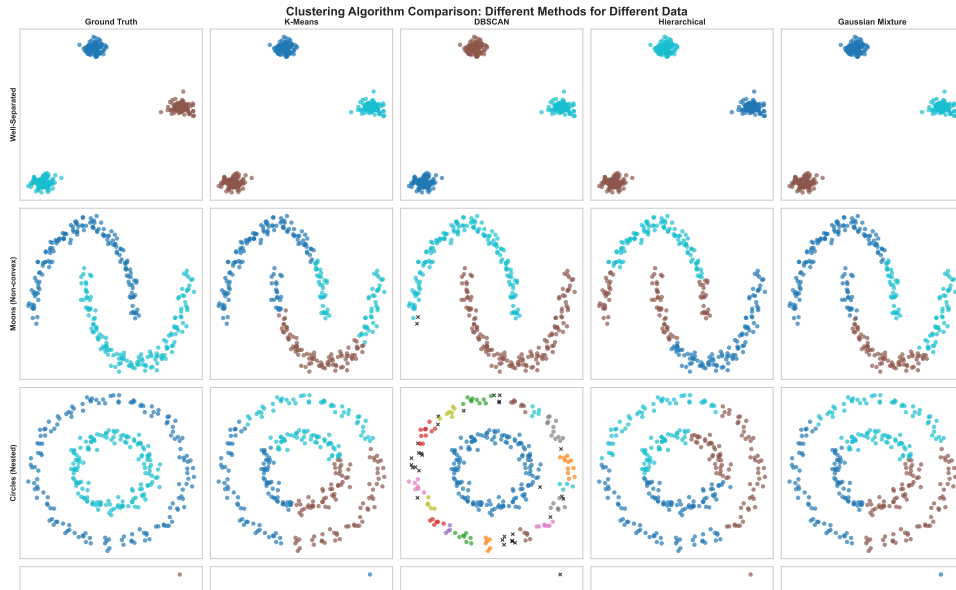 Clustering Algorithm Comparison: Different Methods for Different Data
Ground Truth
K-Means
DBSCAN
Hierarchical
Gaussian Mixture
Well-Separated
Moons (Non-convex)
Circles (Nested)